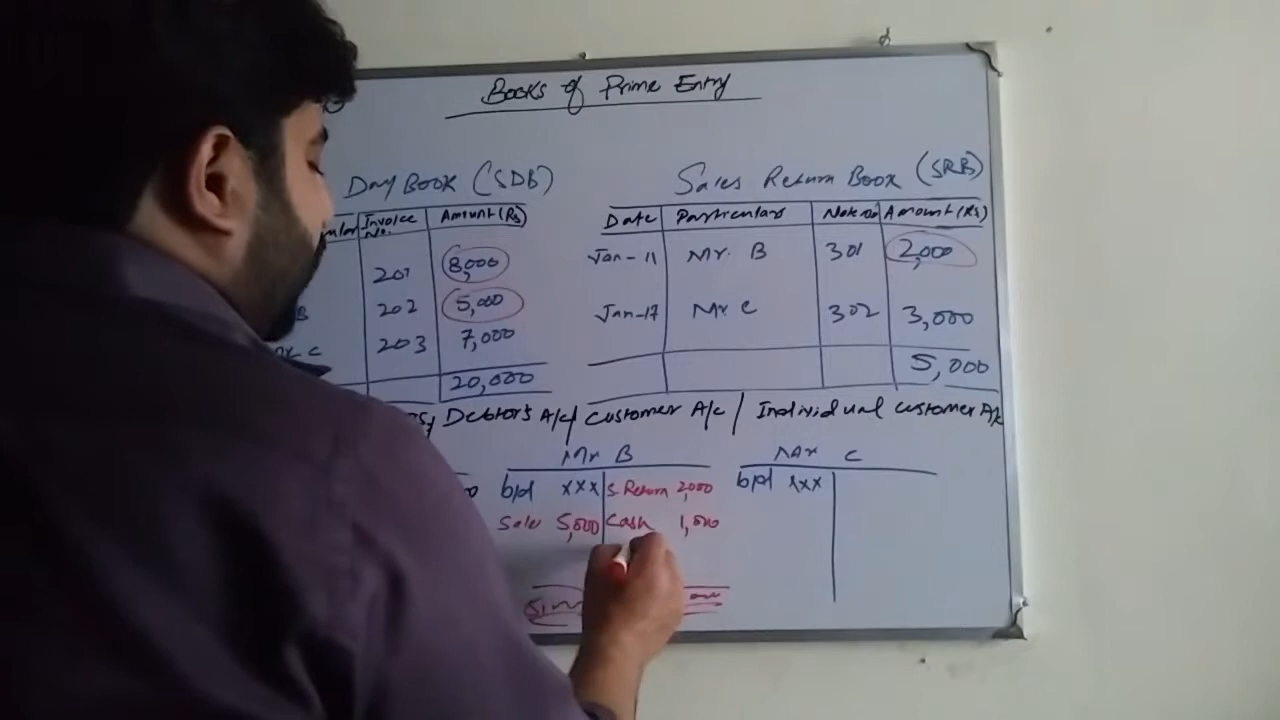 Books of Prime Entry
Day Book (SDB)
Invoice No. Amount (Rs)
201 8,000
B 202 5,000
Mr C 203 7,000
20,000
Sales Return Book (SRB)
Date Particulars Note no Amount (Rs)
Jan-11 Mr. B 301 2,000
Jan-17 Mr. C 302 3,000
5,000
Debtor's A/c/ Customer A/c / Individual customer A/c
Mr B
b/d xxx S.Return 2,000
Sale 5,000 Cash 1,000
Mr C
b/d xxx